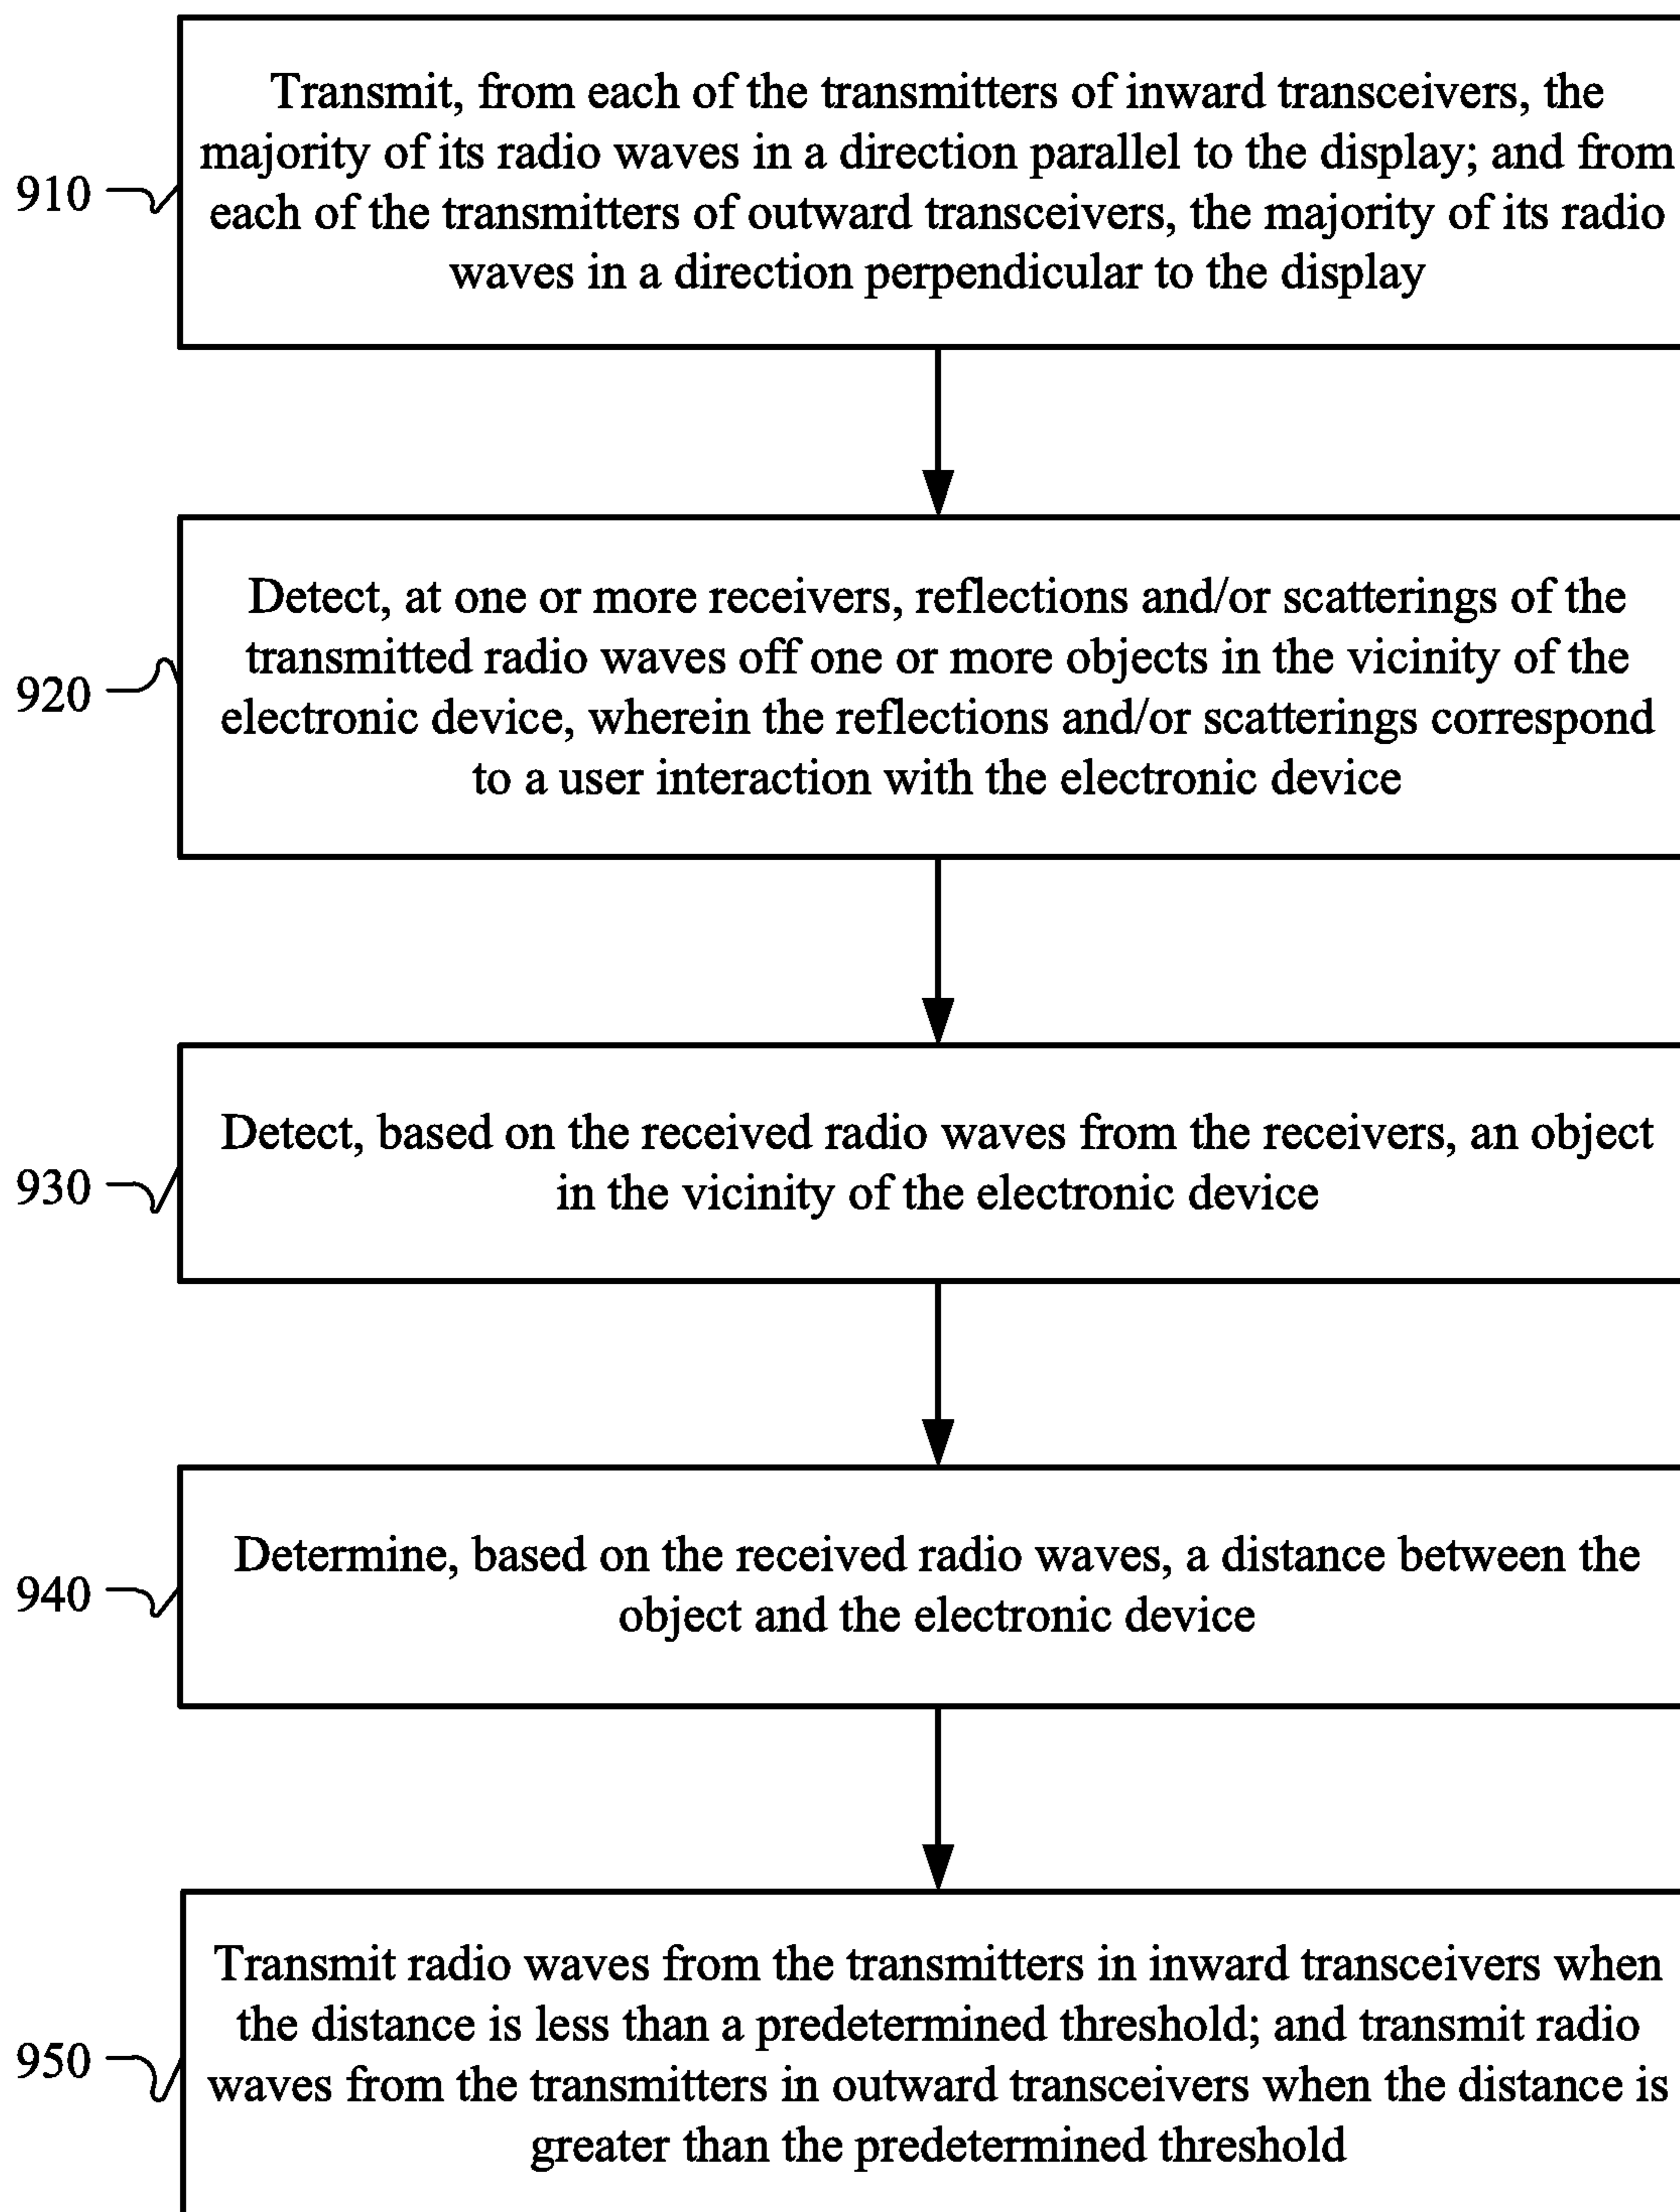 Transmit, from each of the transmitters of inward transceivers, the
majority of its radio waves in a direction parallel to the display; and from
910
each of the transmitters of outward transceivers, the majority of its radio
waves in a direction perpendicular to the display
Detect, at one or more receivers, reflections and/or scatterings of the
transmitted radio waves off one or more objects in the vicinity of the
920
electronic device, wherein the reflections and/or scatterings correspond
to a user interaction with the electronic device
Detect, based on the received radio waves from the receivers, an object
930
in the vicinity of the electronic device
Determine, based on the received radio waves, a distance between the
940
object and the electronic device
Transmit radio waves from the transmitters in inward transceivers when
the distance is less than a predetermined threshold; and transmit radio
950
waves from the transmitters in outward transceivers when the distance is
greater than the predetermined threshold